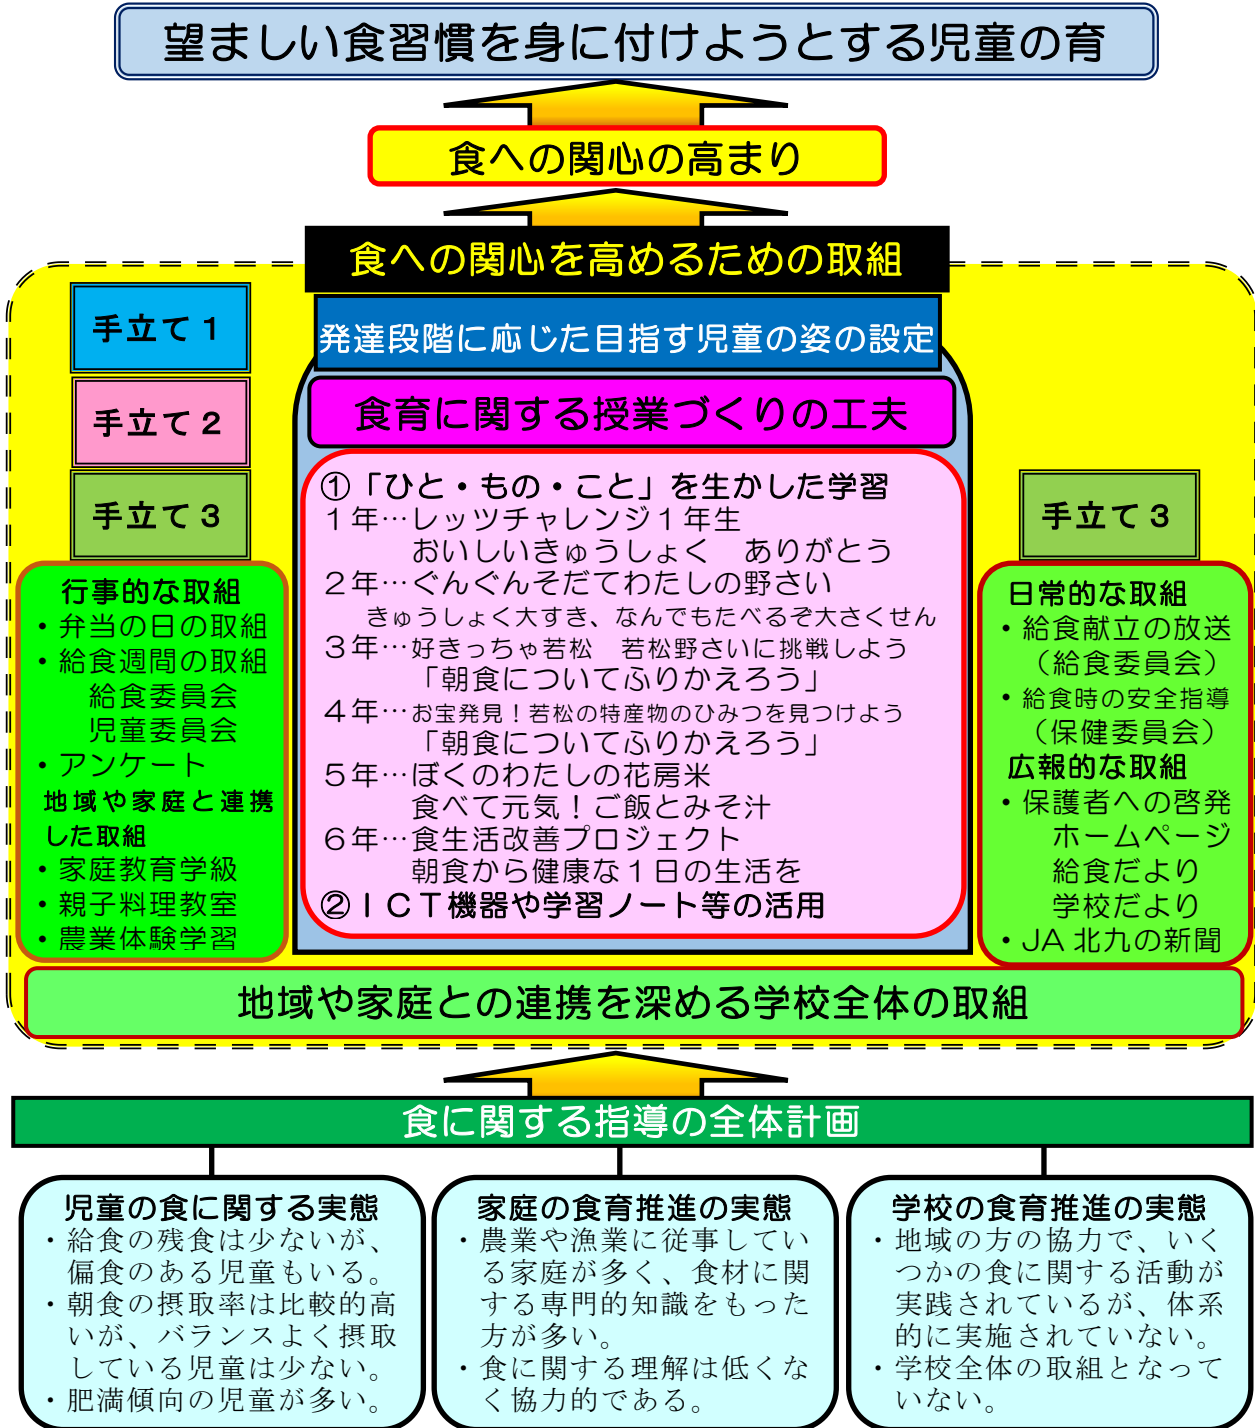 望ましい食習慣を身に付けようとする児童の育
食への関心の高まり
食への関心を高めるための取組
発達段階に応じた目指す児童の姿の設定
食育に関する授業づくりの工夫
手立て１
手立て２
手立て３
行事的な取組
・弁当の日の取組
・給食週間の取組
給食委員会
児童委員会
・アンケート
地域や家庭と連携
した取組
・家庭教育学級
・親子料理教室
・農業体験学習
①「ひと・もの・こと」を生かした学習
１年…レッツチャレンジ１年生
おいしいきゅうしょく　ありがとう
２年…ぐんぐんそだてわたしの野さい
きゅうしょく大すき、なんでもたべるぞ大さくせん
３年…好きっちゃ若松　若松野さいに挑戦しよう
「朝食についてふりかえろう」
４年…お宝発見！若松の特産物のひみつを見つけよう
「朝食についてふりかえろう」
５年…ぼくのわたしの花房米
食べて元気！ご飯とみそ汁
６年…食生活改善プロジェクト
朝食から健康な１日の生活を
②ＩＣＴ機器や学習ノート等の活用
手立て３
日常的な取組
・給食献立の放送
（給食委員会）
・給食時の安全指導
（保健委員会）
広報的な取組
・保護者への啓発
ホームページ
給食だより
学校だより
・JA 北九の新聞
地域や家庭との連携を深める学校全体の取組
食に関する指導の全体計画
児童の食に関する実態
・給食の残食は少ないが、
偏食のある児童もいる。
・朝食の摂取率は比較的高
いが、バランスよく摂取
している児童は少ない。
・肥満傾向の児童が多い。
家庭の食育推進の実態
・農業や漁業に従事してい
る家庭が多く、食材に関
する専門的知識をもった
方が多い。
・食に関する理解は低くな
く協力的である。
学校の食育推進の実態
・地域の方の協力で、いく
つかの食に関する活動が
実践されているが、体系
的に実施されていない。
・学校全体の取組となって
いない。